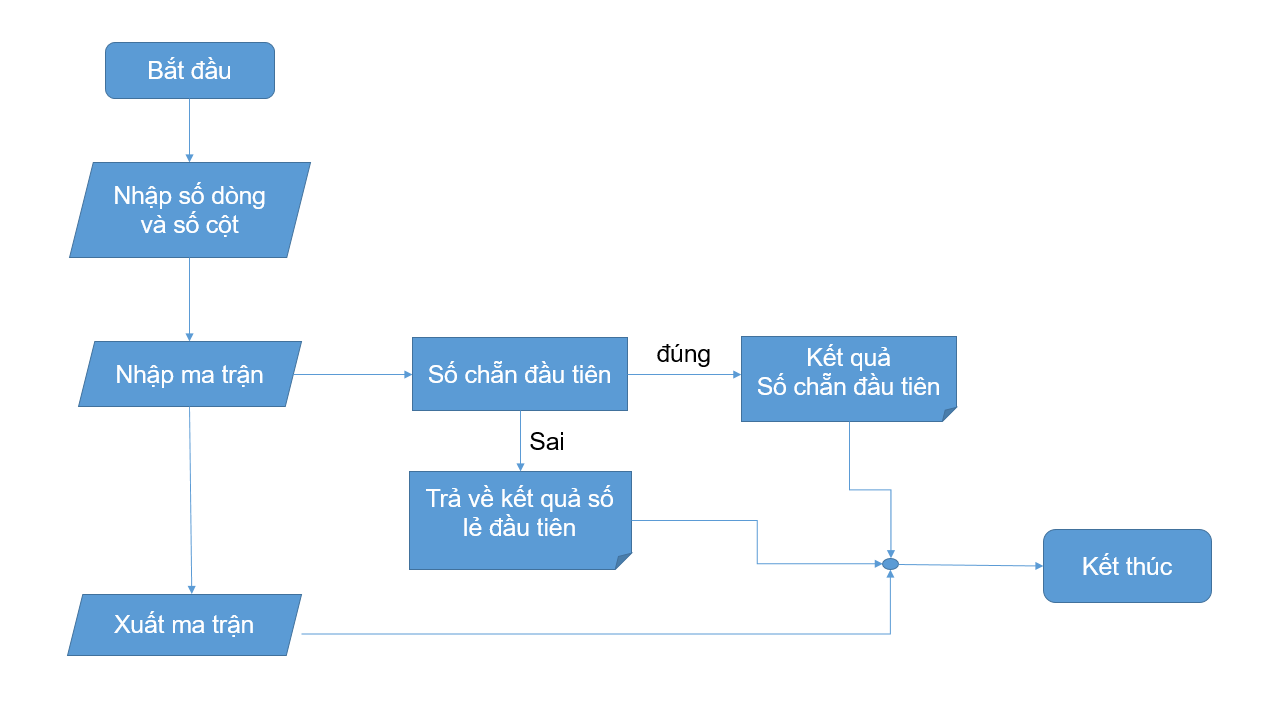 Bắt đầu
Nhập số dòng
và số cột
Nhập ma trận
Số chẵn đầu tiên
đúng
Kết quả
Số chẵn đầu tiên
Sai
Trả về kết quả số
lẻ đầu tiên
Kết thúc
Xuất ma trận